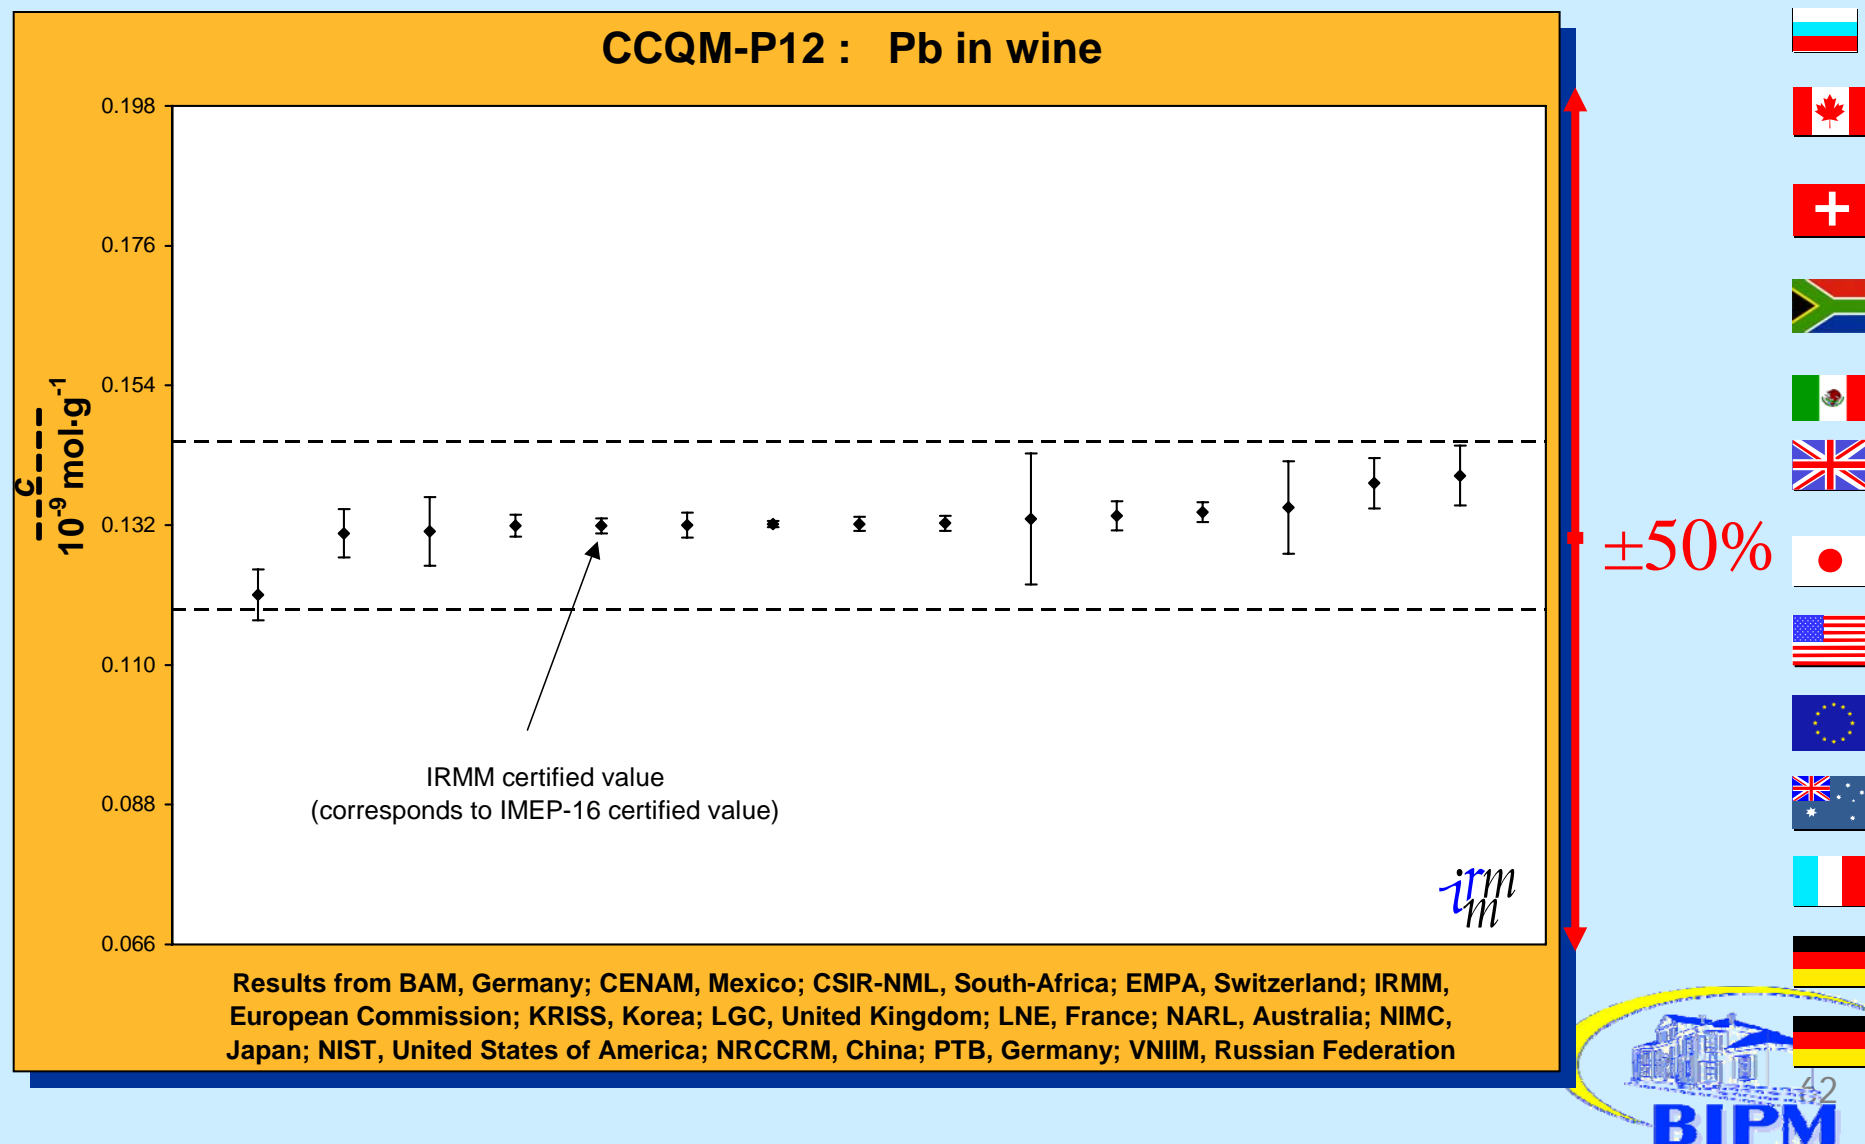 CCQM-P12 : Pb in wine
0.198
0.176
0.154
0.132
0.110
0.088
0.066
c
10-9 mol·g-1
IRMM certified value
(corresponds to IMEP-16 certified value)
irmm
±50%
Results from BAM, Germany; CENAM, Mexico; CSIR-NML, South-Africa; EMPA, Switzerland; IRMM,
European Commission; KRISS, Korea; LGC, United Kingdom; LNE, France; NARL, Australia; NIMC,
Japan; NIST, United States of America; NRCCRM, China; PTB, Germany; VNIIM, Russian Federation
62
BIPM